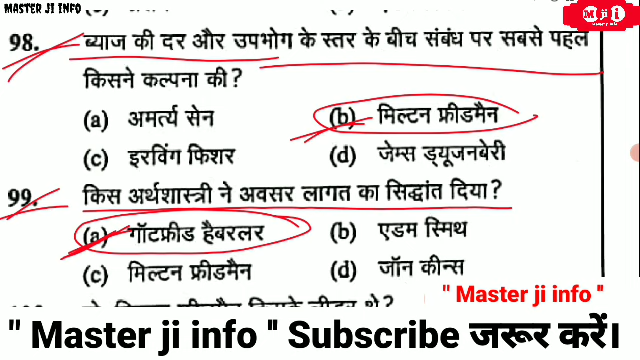 MASTER JI INFO
Mji
98. ब्याज की दर और उपभोग के स्तर के बीच संबंध पर सबसे पहले
किसने कल्पना की?
(a) अमर्त्य सेन (b) मिल्टन फ्रीडमैन
(c) इरविंग फिशर (d) जेम्स ड्यूजनबेरी
99. किस अर्थशास्त्री ने अवसर लागत का सिद्धांत दिया?
(a) गॉटफ्रीड हैबरलर (b) एडम स्मिथ
(c) मिल्टन फ्रीडमैन (d) जॉन कीन्स
" Master ji info "
" Master ji info " Subscribe जरूर करें।